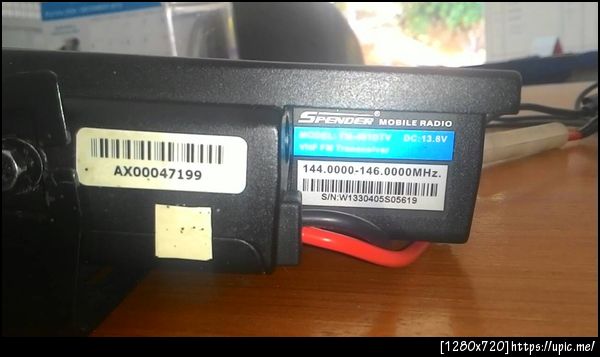 SPENDER MOBILE RADIO
MODEL: DC:13.8V
VHF FM Transceiver
144.0000-146.0000MHz.
S/N:W1330405S05619
AX00047199
[1280x720]https://upic.me/